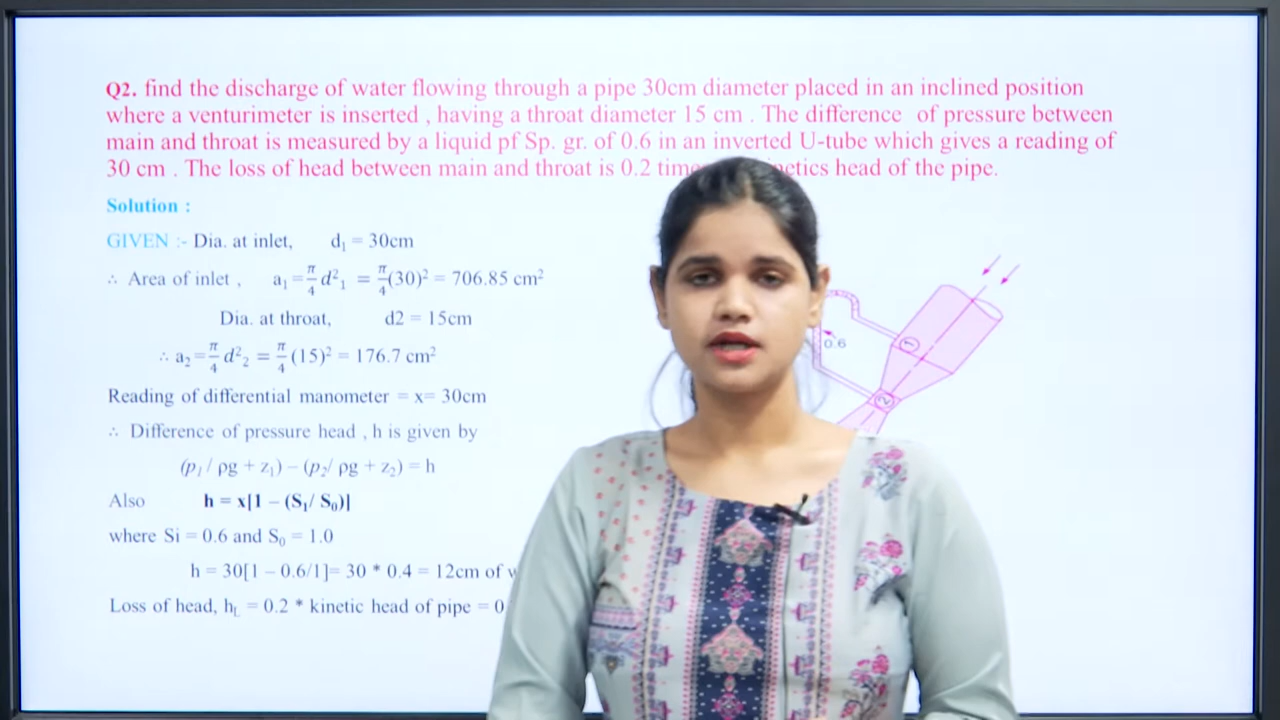 Q2. find the discharge of water flowing through a pipe 30cm diameter placed in an inclined position
where a venturimeter is inserted , having a throat diameter 15 cm . The difference of pressure between
main and throat is measured by a liquid pf Sp. gr. of 0.6 in an inverted U-tube which gives a reading of
30 cm . The loss of head between main and throat is 0.2 head of the pipe.
Solution :
GIVEN :- Dia. at inlet, d₁ = 30cm
∴ Area of inlet , a₁ = π/4 d²₁ = π/4 (30)² = 706.85 cm²
Dia. at throat, d2 = 15cm
∴ a₂ = π/4 d²₂ = π/4 (15)² = 176.7 cm²
Reading of differential manometer = x= 30cm
∴ Difference of pressure head , h is given by
(p₁/ ρg + z₁) – (p₂/ ρg + z₂) = h
Also h = x[1 – (S₁/ S₀)]
where Si = 0.6 and S₀ = 1.0
h = 30[1 – 0.6/1]= 30 * 0.4 = 12cm of
Loss of head, h_L = 0.2 * kinetic head of pipe = 0
0.6
1
2